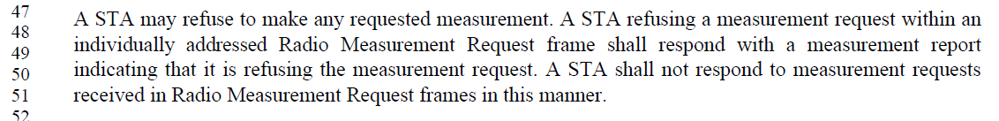 47 A STA may refuse to make any requested measurement. A STA refusing a measurement request within an
48 individually addressed Radio Measurement Request frame shall respond with a measurement report
49
50 indicating that it is refusing the measurement request. A STA shall not respond to measurement requests
51 received in Radio Measurement Request frames in this manner.
52